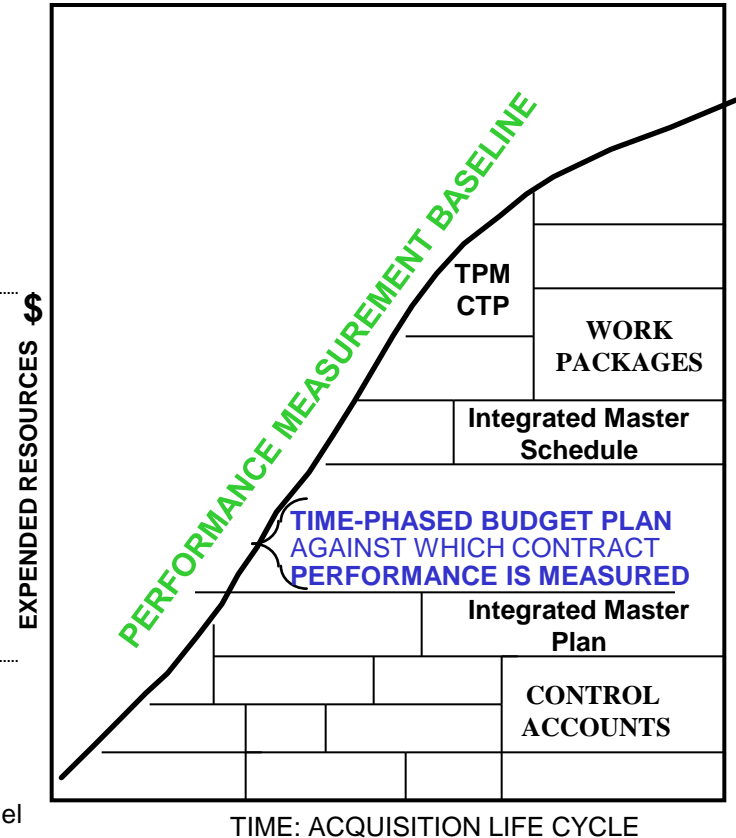 PERFORMANCE MEASUREMENT BASELINE
TPM
CTP
WORK
PACKAGES
Integrated Master
Schedule
TIME-PHASED BUDGET PLAN
AGAINST WHICH CONTRACT
PERFORMANCE IS MEASURED
Integrated Master
Plan
CONTROL
ACCOUNTS
EXPENDED RESOURCES $
el
TIME: ACQUISITION LIFE CYCLE